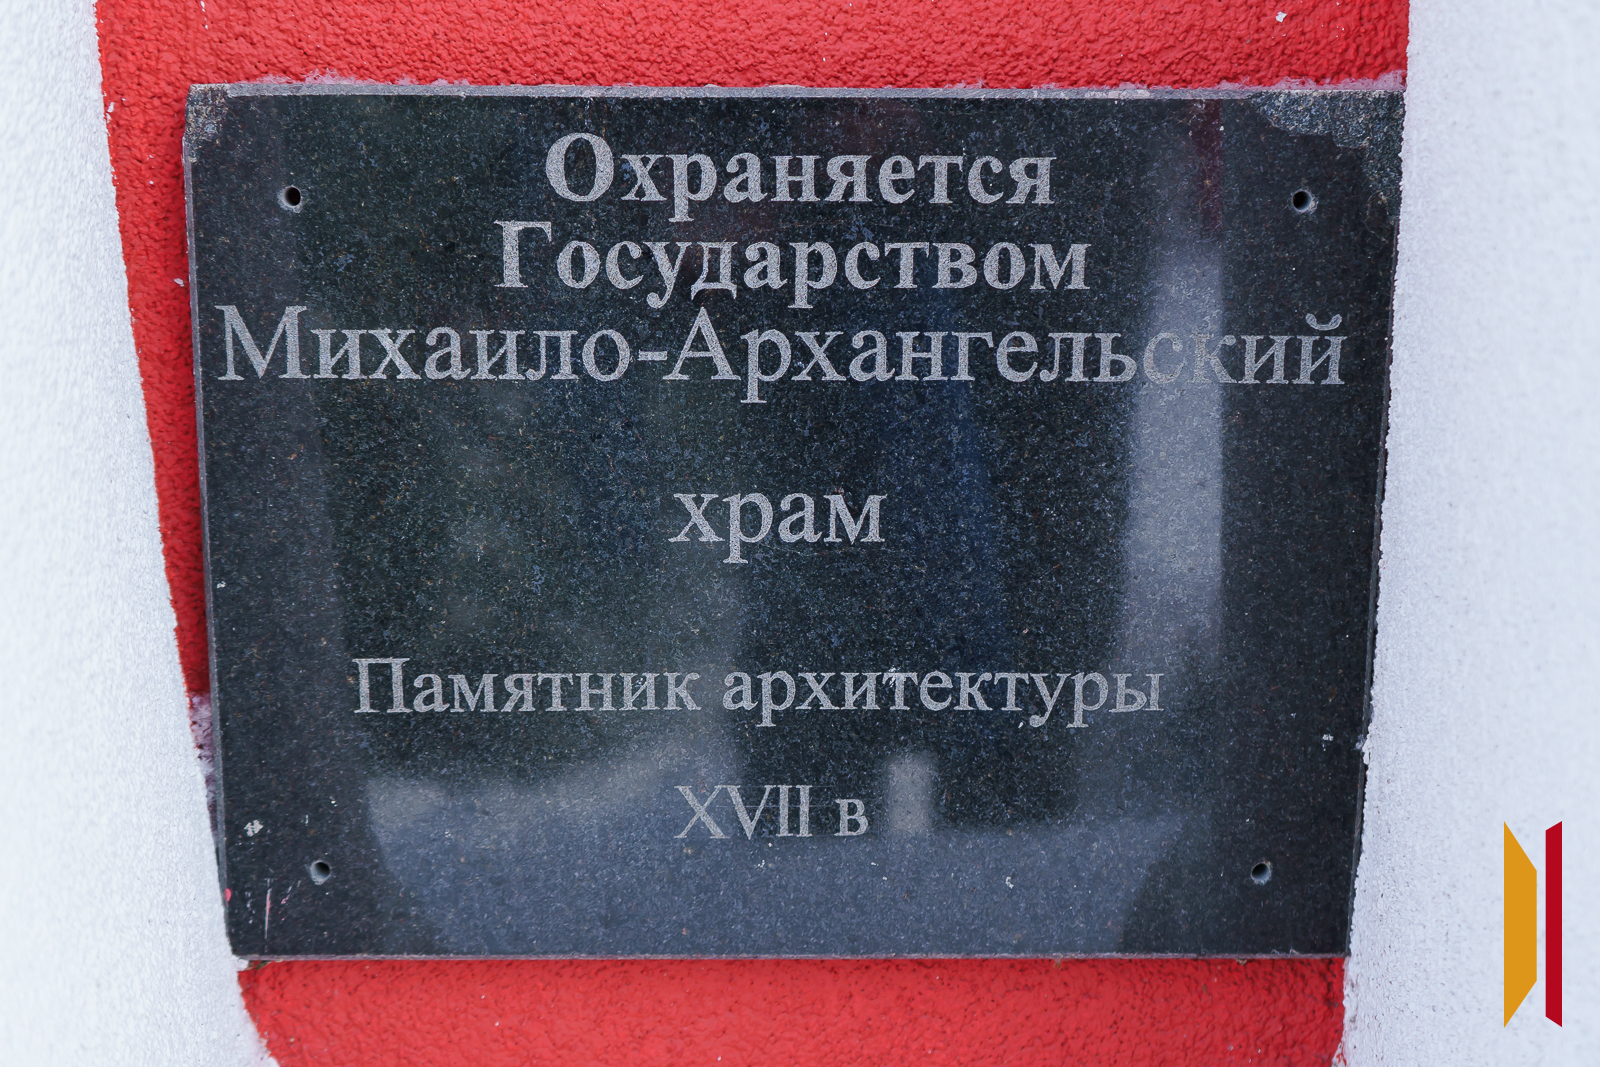 Охраняется
Государством
Михаило-Архангельский
храм
Памятник архитектуры
XVII в